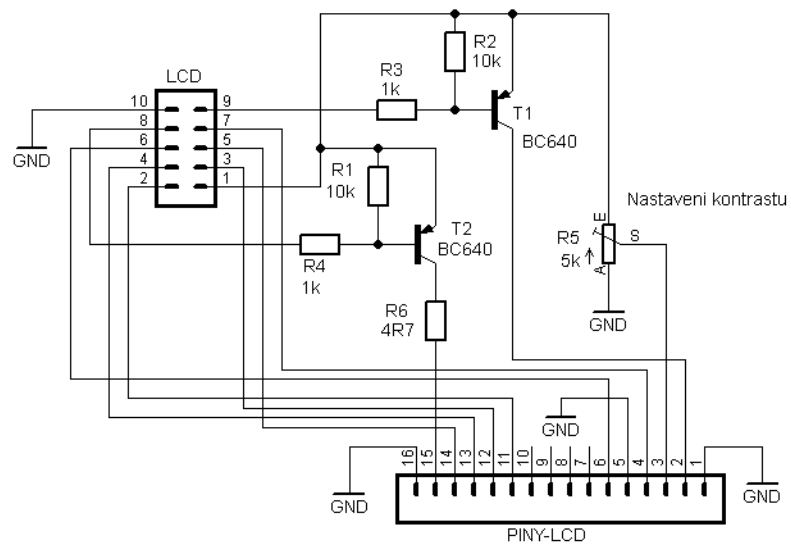 R2
10k
LCD
R3
1k
10
9
T1
8
7
BC640
6
5
4
3
2
1
GND
R1
10k
T2
BC640
R4
1k
Nastaveni kontrastu
E
R5
S
5k
A
GND
R6
4R7
GND
16
15
14
13
12
11
10
9
8
7
6
5
4
3
2
1
GND
GND
PINY-LCD